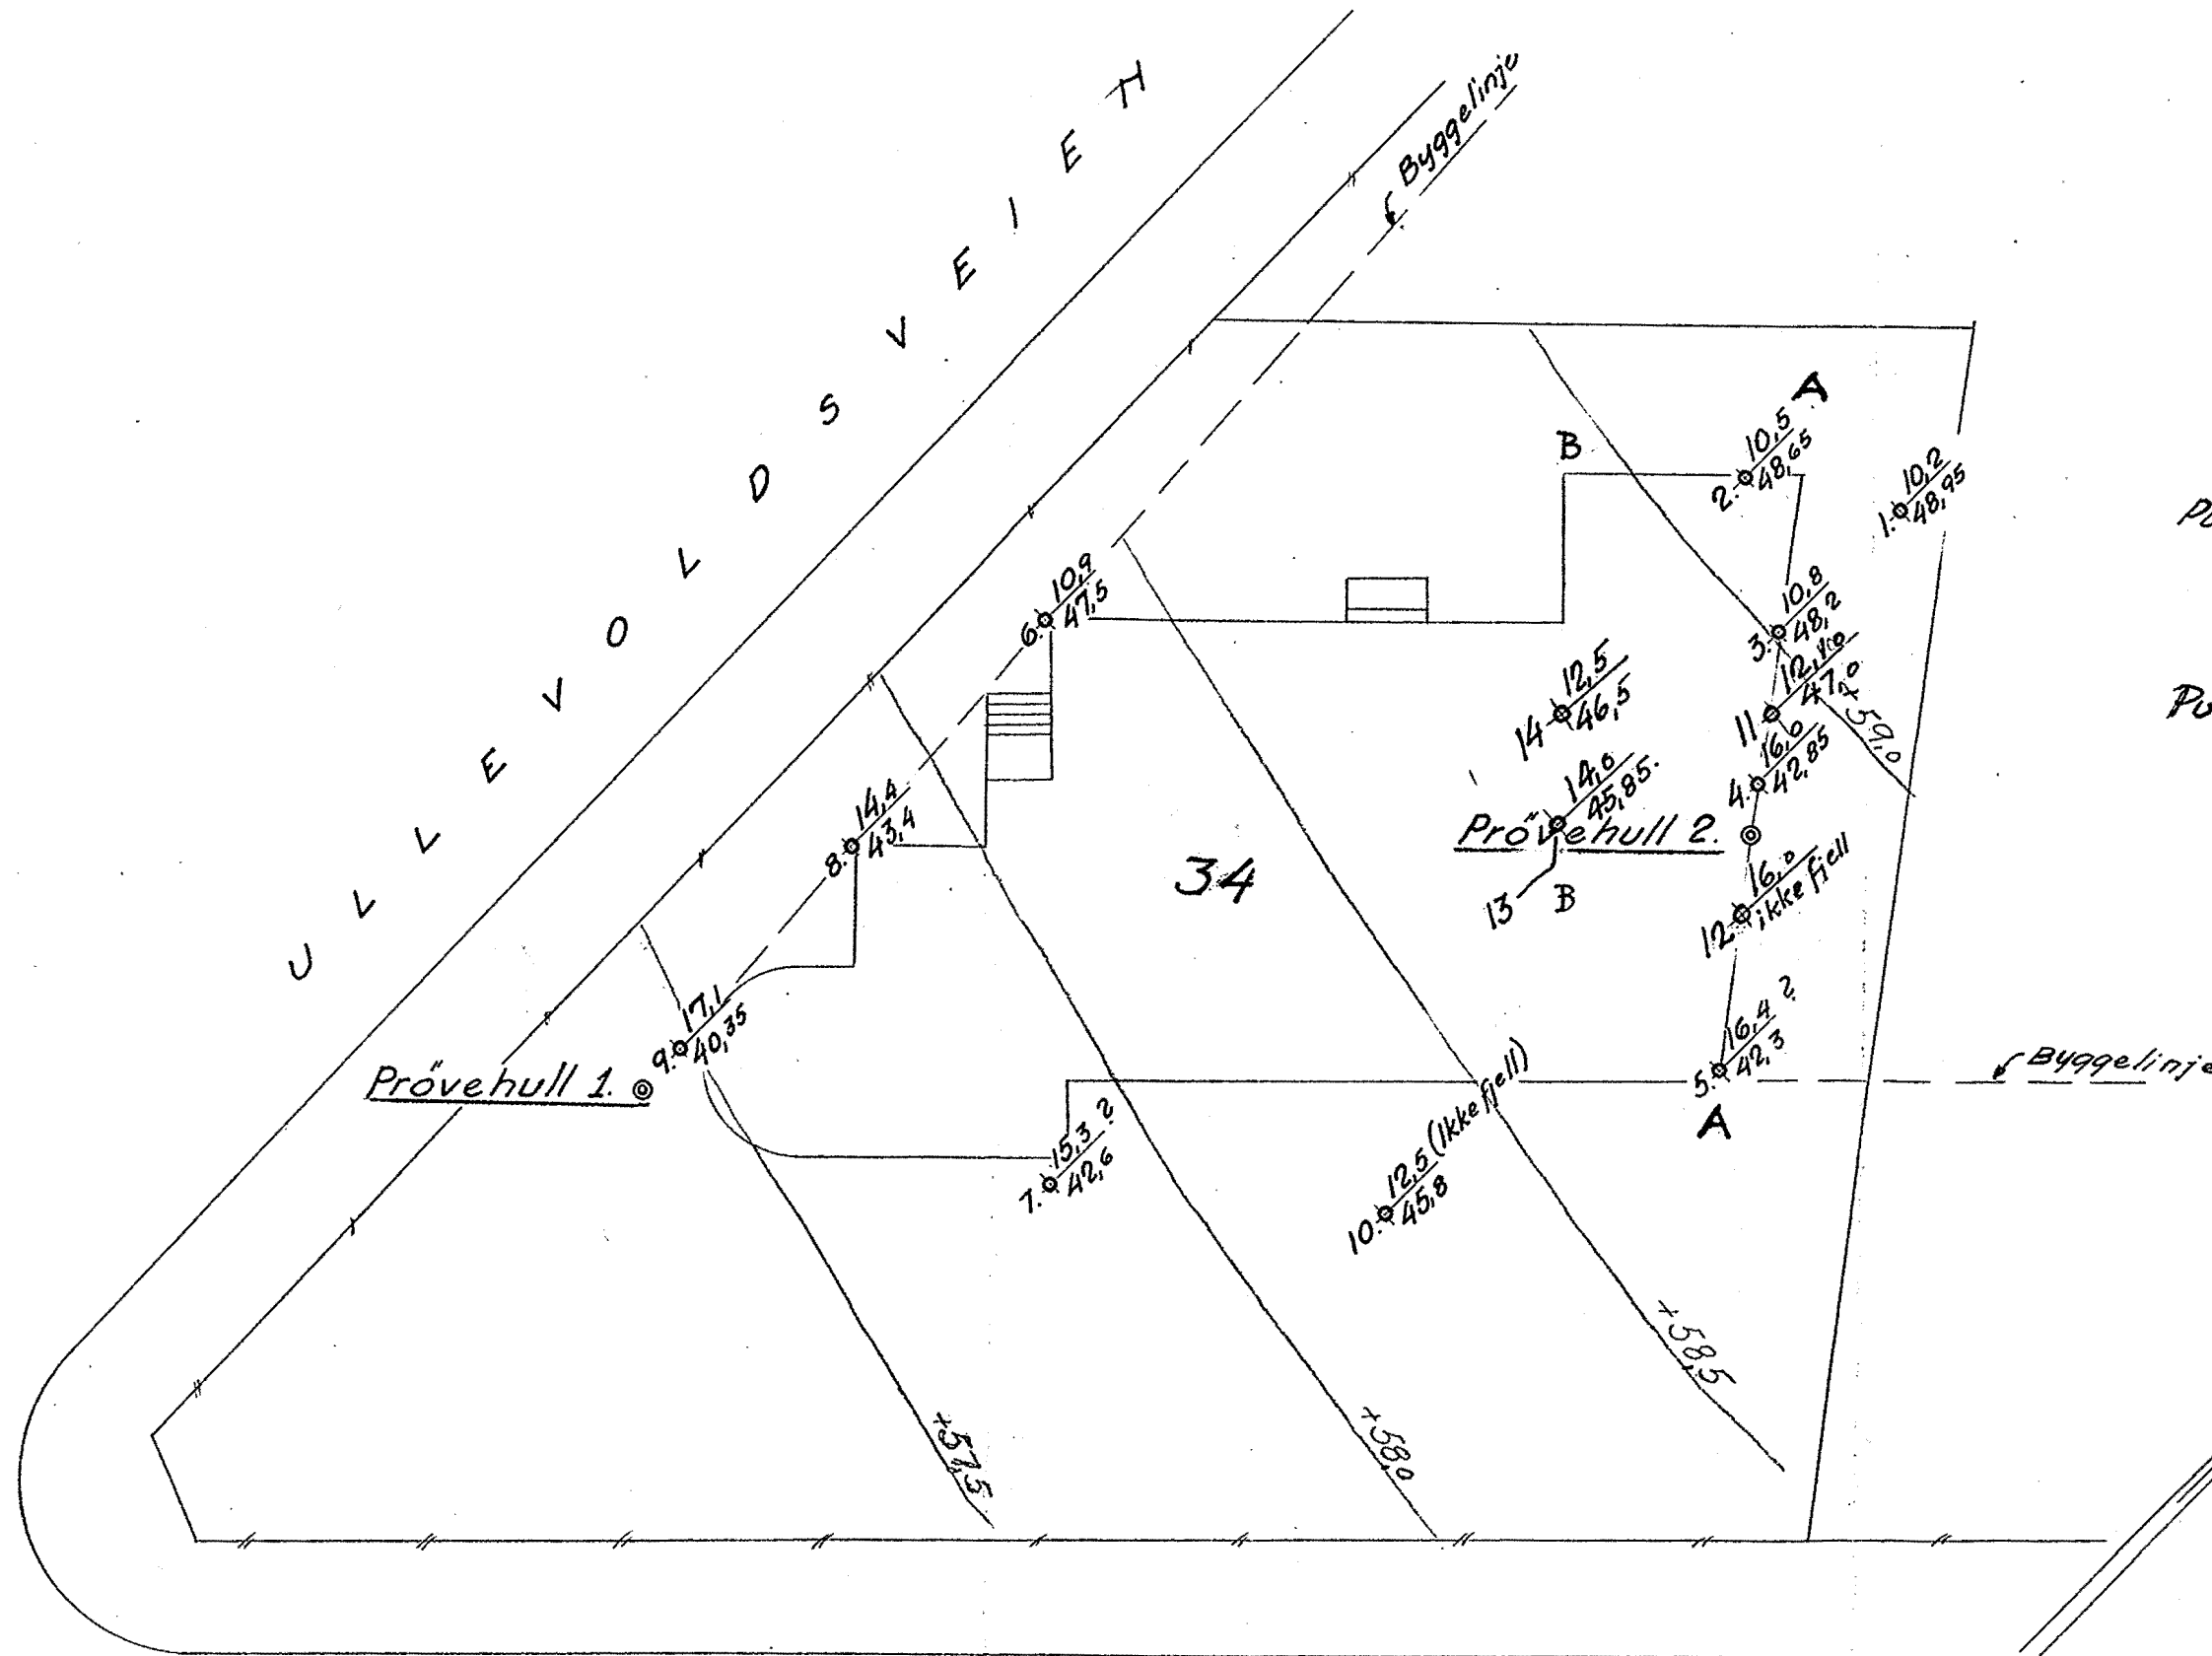 ULLEVOLDSVEIEN
Byggelinje
A
B
2. 10,5
48,65
1. 10,2
48,95
6. 10,9
47,5
3. 10,8
48,2
11
47,0
+59,0
14 12,5
46,5
4. 16,0
42,85
14,0
45,85.
Prövehull 2.
13
B
8. 14,4
43,4
34
12. 16,0
ikke fjell
9. 17,1
40,35
Prövehull 1.
5. 16,4 ?
42,3
Byggelinje
A
7. 15,3 ?
42,6
10. 12,5 (Ikke fjell)
45,8
+58,5
+58,0
+57,5